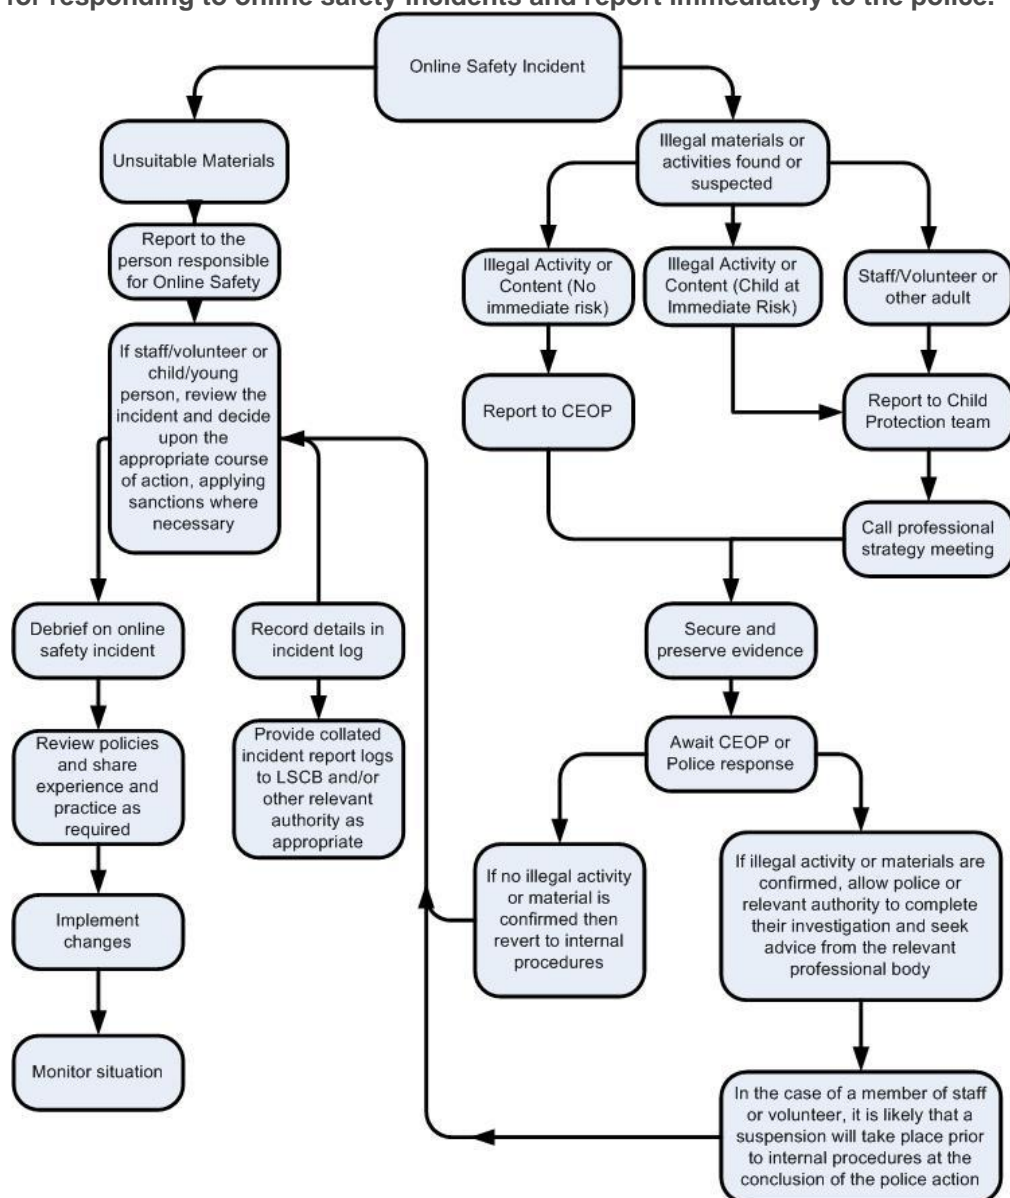 for responding to online safety incidents and report immediately to the police.
Online Safety Incident
Unsuitable Materials
Illegal materials or
activities found or
suspected
Report to the
person responsible
for Online Safety
Illegal Activity or
Content (No
immediate risk)
Illegal Activity or
Content (Child at
Immediate Risk)
Staff/Volunteer or
other adult
If staff/volunteer or
child/young
person, review the
incident and decide
upon the
appropriate course
of action, applying
sanctions where
necessary
Report to CEOP
Report to Child
Protection team
Call professional
strategy meeting
Debrief on online
safety incident
Record details in
incident log
Secure and
preserve evidence
Review policies
and share
experience and
practice as
required
Provide collated
incident report logs
to LSCB and/or
other relevant
authority as
appropriate
Await CEOP or
Police response
If no illegal activity
or material is
confirmed then
revert to internal
procedures
If illegal activity or materials are
confirmed, allow police or
relevant authority to complete
their investigation and seek
advice from the relevant
professional body
Implement
changes
Monitor situation
In the case of a member of staff
or volunteer, it is likely that a
suspension will take place prior
to internal procedures at the
conclusion of the police action